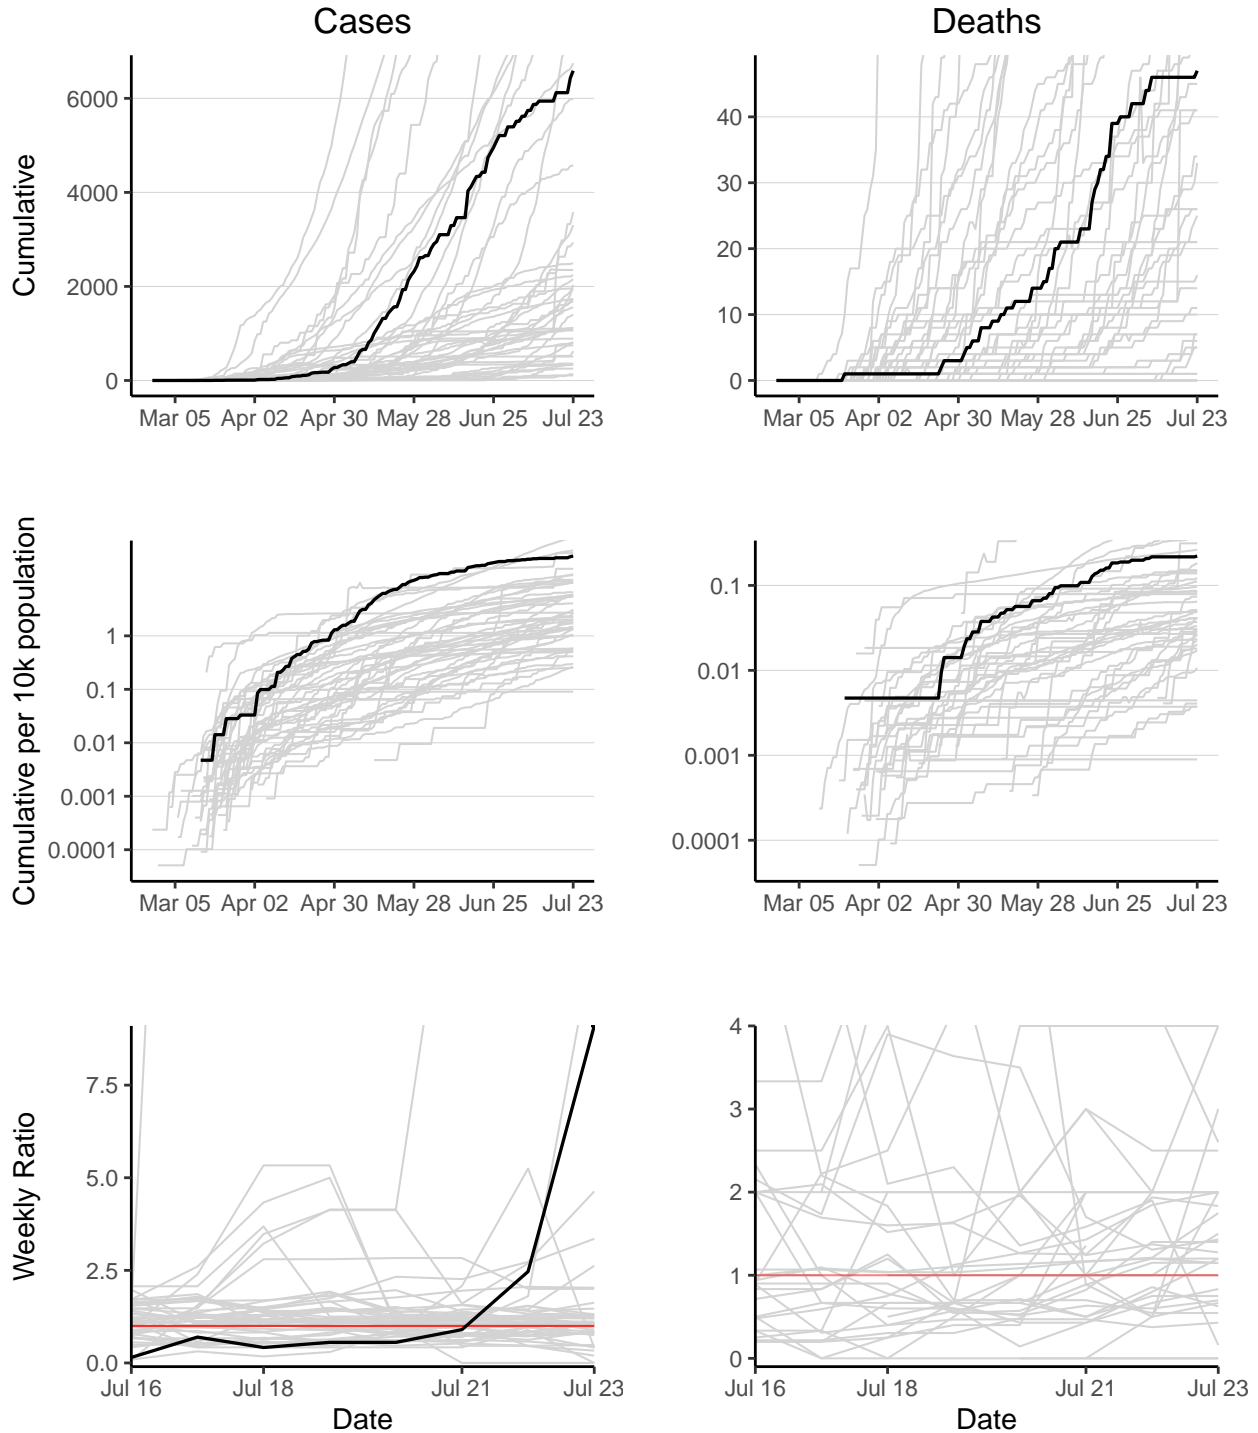 Cases Deaths
Cumulative
6000
4000
2000
0
Mar 05 Apr 02 Apr 30 May 28 Jun 25 Jul 23
40
30
20
10
0
Mar 05 Apr 02 Apr 30 May 28 Jun 25 Jul 23
Cumulative per 10k population
1
0.1
0.01
0.001
0.0001
Mar 05 Apr 02 Apr 30 May 28 Jun 25 Jul 23
0.1
0.01
0.001
0.0001
Mar 05 Apr 02 Apr 30 May 28 Jun 25 Jul 23
Weekly Ratio
7.5
5.0
2.5
0.0
Jul 16 Jul 18 Jul 21 Jul 23
Date
4
3
2
1
0
Jul 16 Jul 18 Jul 21 Jul 23
Date